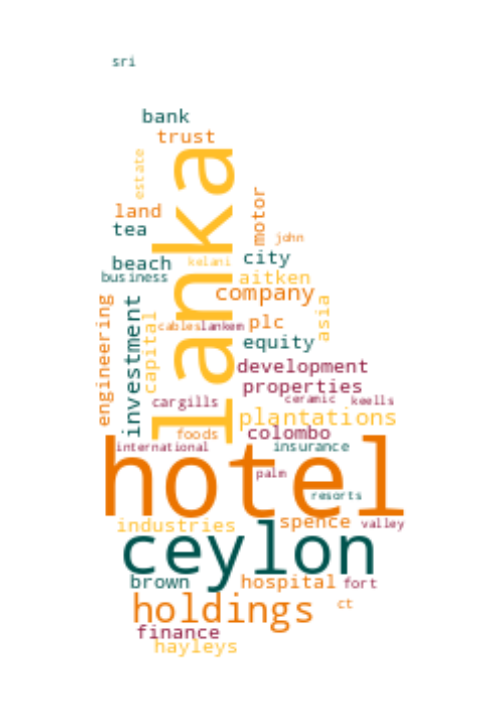 sri
bank
trust
estate
lanka
land
motor
tea
john
beach
kelani
city
business
aitken
company
engineering
investment
capital
asia
cables
lankem
plc
equity
development
properties
cargills
ceramic
keells
plantations
foods
colombo
international
insurance
hotel
palm
resorts
industries
spence
valley
ceylon
brown
hospital
fort
holdings
ct
finance
hayleys